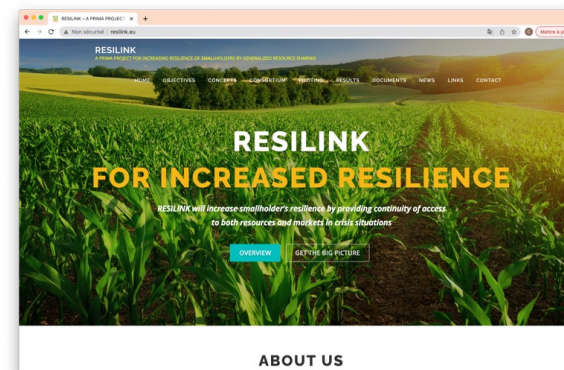 RESILINK – A PRIMA PROJECT
Non sécurisé | resilink.eu
Mettre à jo
RESILINK
A PRIMA PROJECT FOR INCREASING RESILIENCE OF SMALLHOLDERS BY GENERALIZED RESOURCE SHARING
HOME OBJECTIVES CONCEPTS CONSORTIUM PILOTING RESULTS DOCUMENTS NEWS LINKS CONTACT
RESILINK
FOR INCREASED RESILIENCE
RESILINK will increase smallholder's resilience by providing continuity of access
to both resources and markets in crisis situations
OVERVIEW GET THE BIG PICTURE
ABOUT US